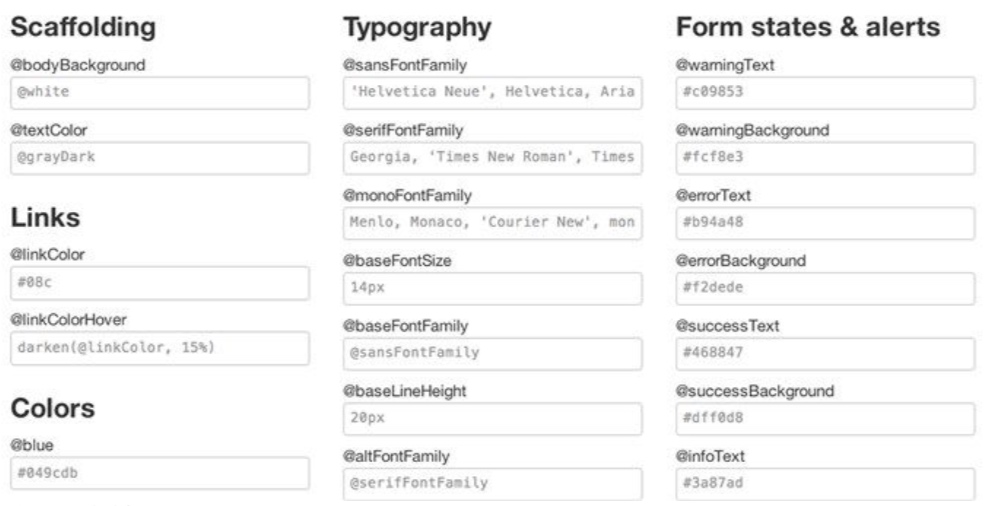 Scaffolding
@bodyBackground
@white
@textColor
@grayDark
Links
@linkColor
#08c
@linkColorHover
darken(@linkColor, 15%)
Colors
@blue
#049cdb
Typography
@sansFontFamily
'Helvetica Neue', Helvetica, Aria
@serifFontFamily
Georgia, 'Times New Roman', Times
@monoFontFamily
Menlo, Monaco, 'Courier New', mon
@baseFontSize
14px
@baseFontFamily
@sansFontFamily
@baseLineHeight
20px
@altFontFamily
@serifFontFamily
Form states & alerts
@warningText
#c09853
@warningBackground
#fcf8e3
@errorText
#b94a48
@errorBackground
#f2dede
@successText
#468847
@successBackground
#dff0d8
@infoText
#3a87ad